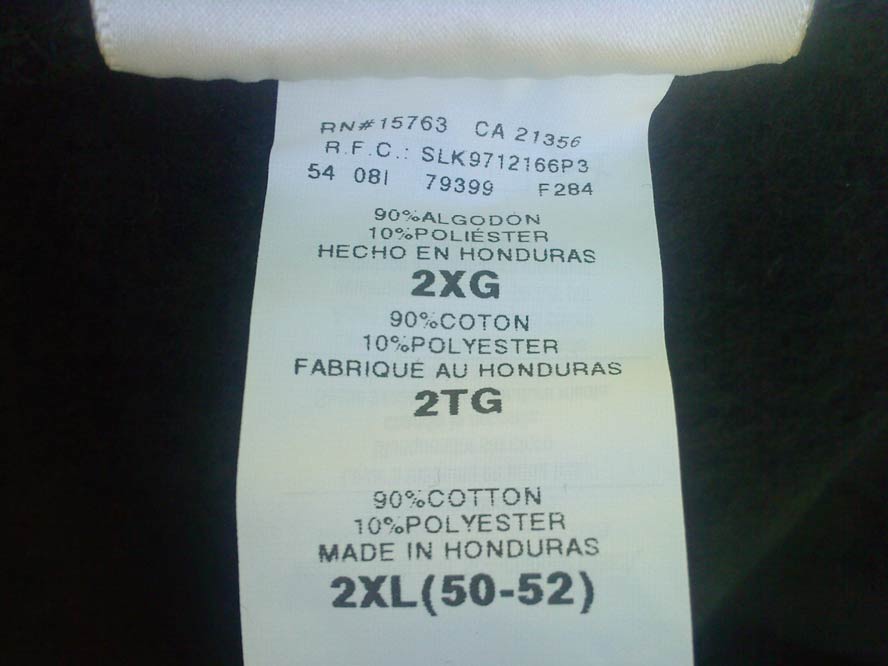 RN#15763 CA 21356
R.F.C.: SLK9712166P3
54 08I 79399 F284
90%ALGODÓN
10%POLIÉSTER
HECHO EN HONDURAS
2XG
90%COTON
10%POLYESTER
FABRIQUÉ AU HONDURAS
2TG
90%COTTON
10%POLYESTER
MADE IN HONDURAS
2XL(50-52)